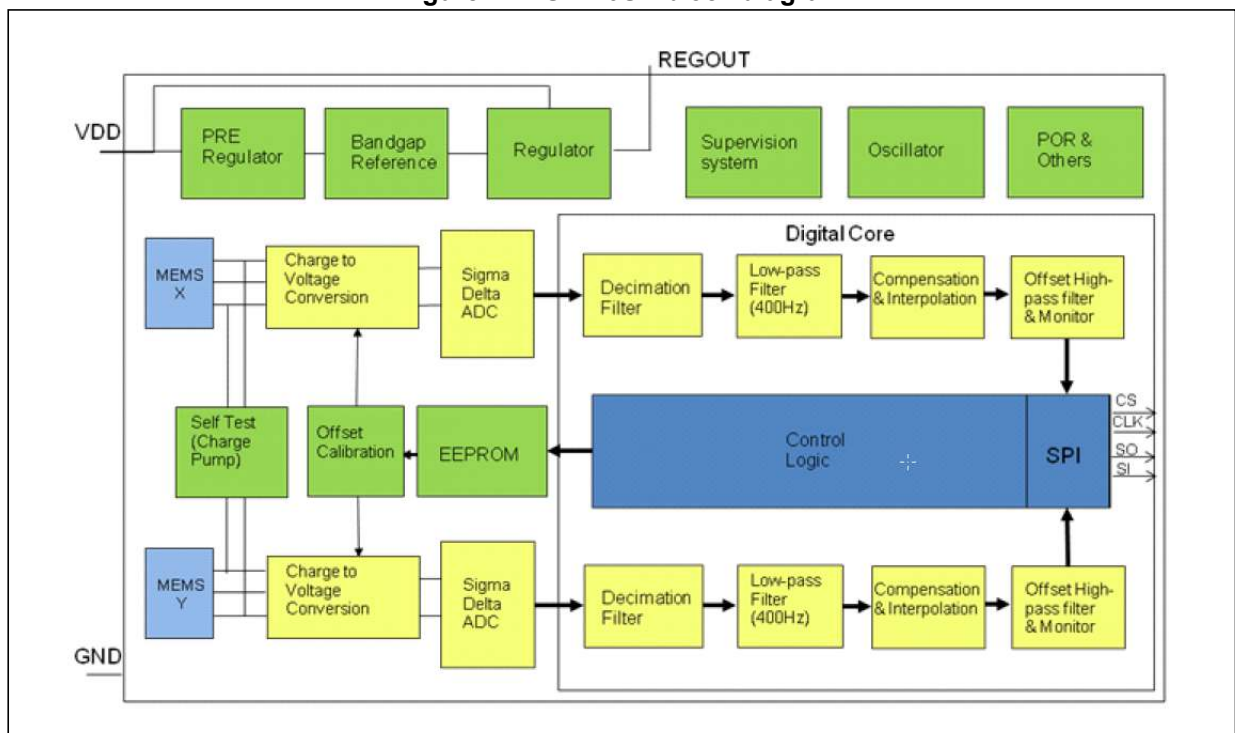 REGOUT
VDD
PRE
Regulator
Bandgap
Reference
Regulator
Supervision
system
Oscillator
POR &
Others
Digital Core
MEMS
X
Charge to
Voltage
Conversion
Sigma
Delta
ADC
Decimation
Filter
Low-pass
Filter
(400Hz)
Compensation
& Interpolation
Offset High-
pass filter
& Monitor
Self Test
(Charge
Pump)
Offset
Calibration
EEPROM
Control
Logic
SPI
CS
CLK
SO
SI
MEMS
Y
Charge to
Voltage
Conversion
Sigma
Delta
ADC
Decimation
Filter
Low-pass
Filter
(400Hz)
Compensation
& Interpolation
Offset High-
pass filter
& Monitor
GND